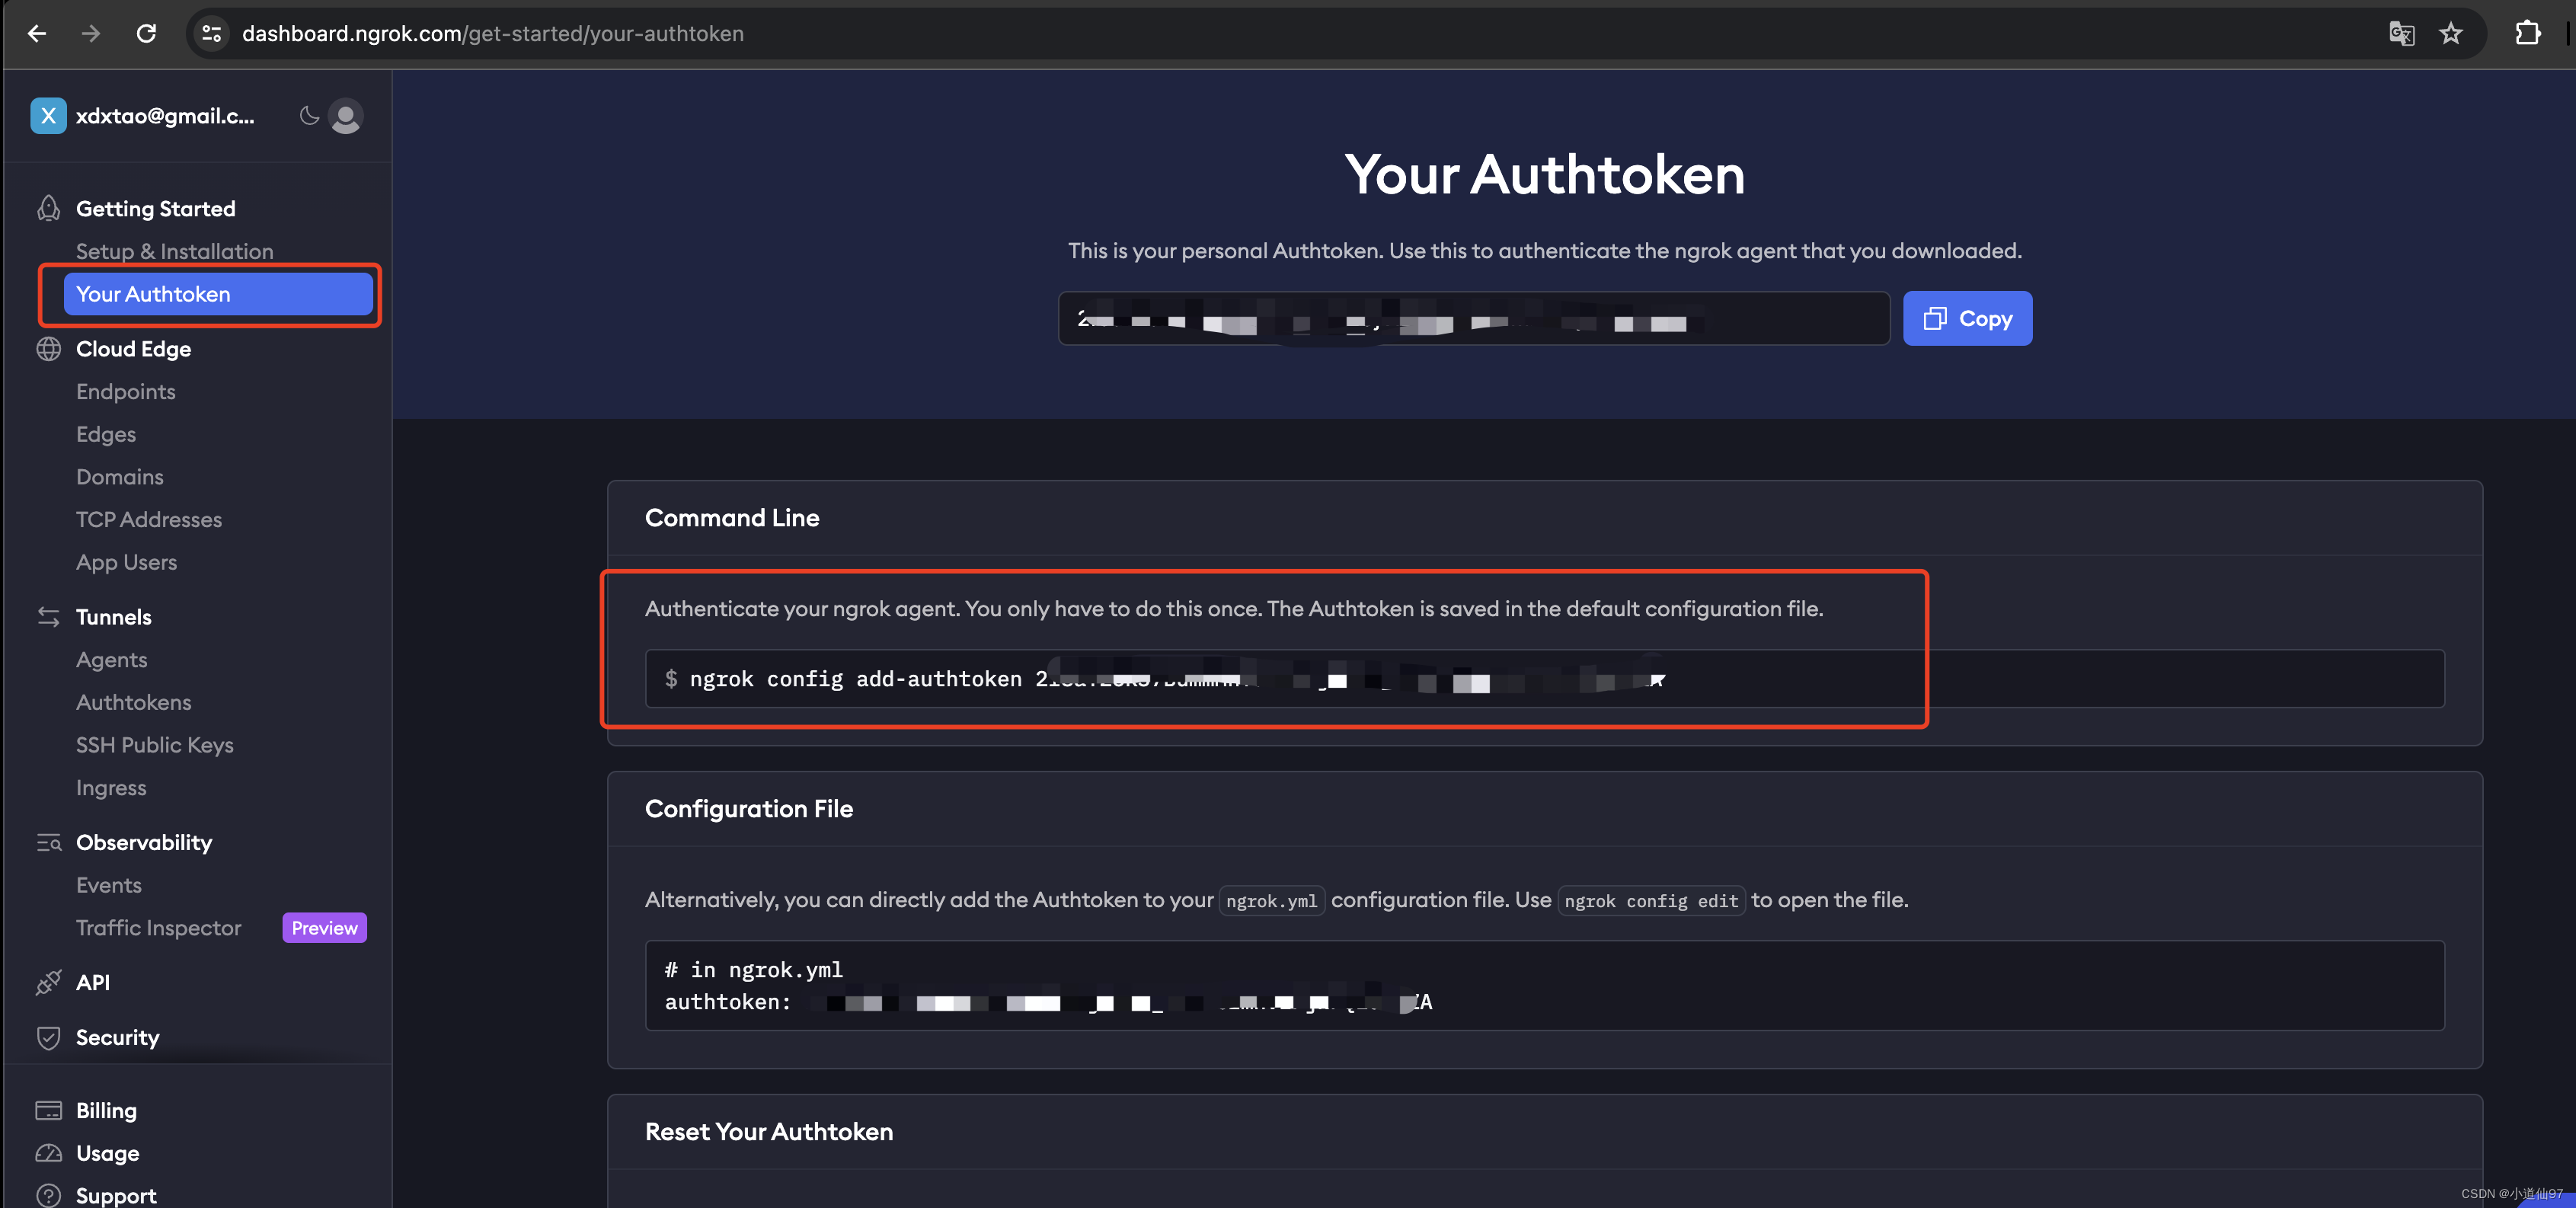 dashboard.ngrok.com/get-started/your-authtoken
X xdxtao@gmail.c...
Getting Started
Setup & Installation
Your Authtoken
Cloud Edge
Endpoints
Edges
Domains
TCP Addresses
App Users
Tunnels
Agents
Authtokens
SSH Public Keys
Ingress
Observability
Events
Traffic Inspector Preview
API
Security
Billing
Usage
Support
Your Authtoken
This is your personal Authtoken. Use this to authenticate the ngrok agent that you downloaded.
Copy
Command Line
Authenticate your ngrok agent. You only have to do this once. The Authtoken is saved in the default configuration file.
$ ngrok config add-authtoken
Configuration File
Alternatively, you can directly add the Authtoken to your ngrok.yml configuration file. Use ngrok config edit to open the file.
# in ngrok.yml
authtoken:
Reset Your Authtoken
CSDN @小道仙97